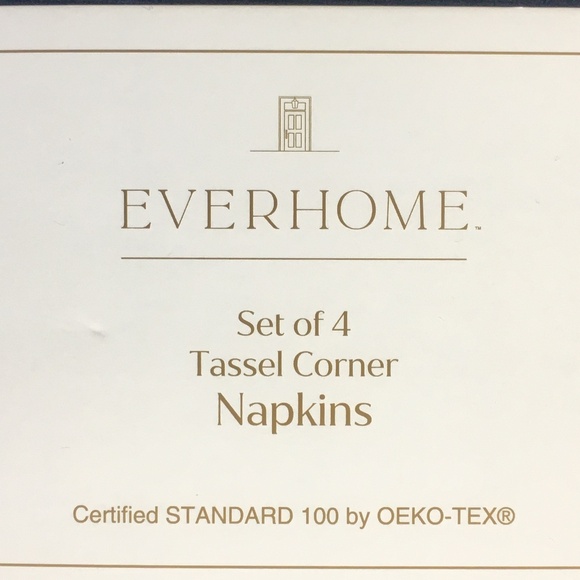 EVERHOME™
Set of 4
Tassel Corner
Napkins
Certified STANDARD 100 by OEKO-TEX®